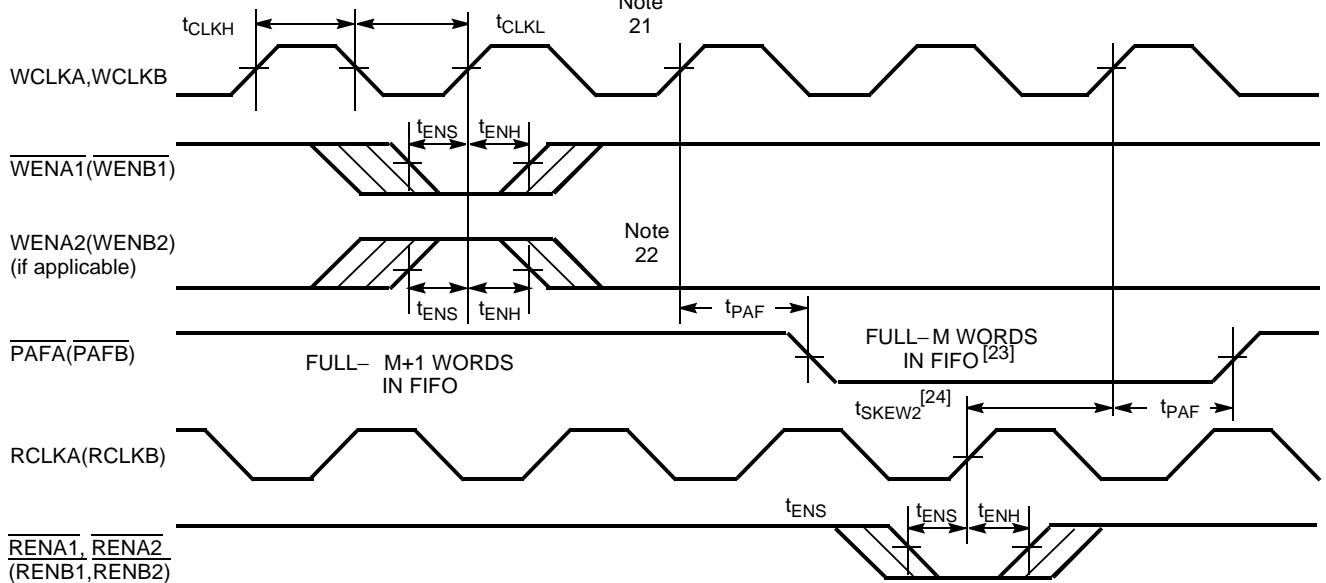 Note
21
tCLKH
tCLKL
WCLKA,WCLKB
tENS tENH
WENA1(WENB1)
WENA2(WENB2)
(if applicable)
Note
22
tENS tENH
tPAF
PAFA(PAFB)
FULL– M+1 WORDS
IN FIFO
FULL–M WORDS
IN FIFO[23]
tSKEW2[24]
tPAF
RCLKA(RCLKB)
tENS
tENS tENH
RENA1, RENA2
(RENB1,RENB2)